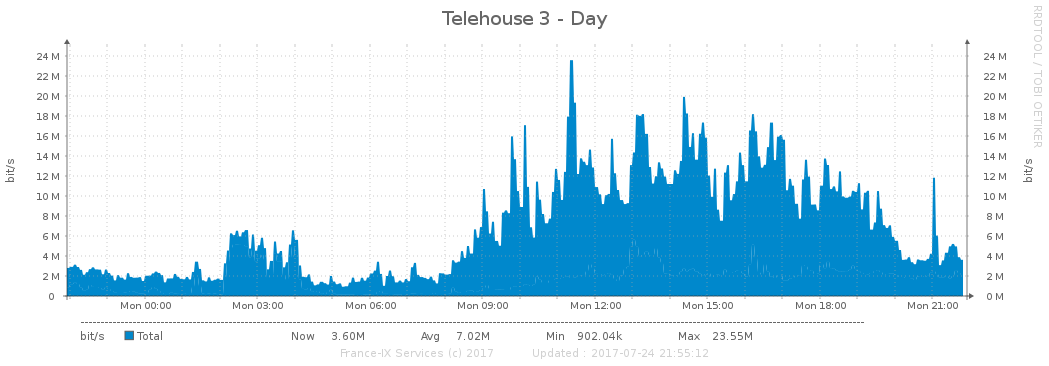 Telehouse 3 - Day
RRDTOOL / TOBI OETIKER
24 M 24 M
22 M 22 M
20 M 20 M
18 M 18 M
16 M 16 M
14 M 14 M
12 M 12 M
10 M 10 M
8 M 8 M
6 M 6 M
4 M 4 M
2 M 2 M
0 0 M
bit/s
bit/s
Mon 00:00 Mon 03:00 Mon 06:00 Mon 09:00 Mon 12:00 Mon 15:00 Mon 18:00 Mon 21:00
bit/s Total Now 3.60M Avg 7.02M Min 902.04k Max 23.55M
France-IX Services (c) 2017 Updated : 2017-07-24 21:55:12